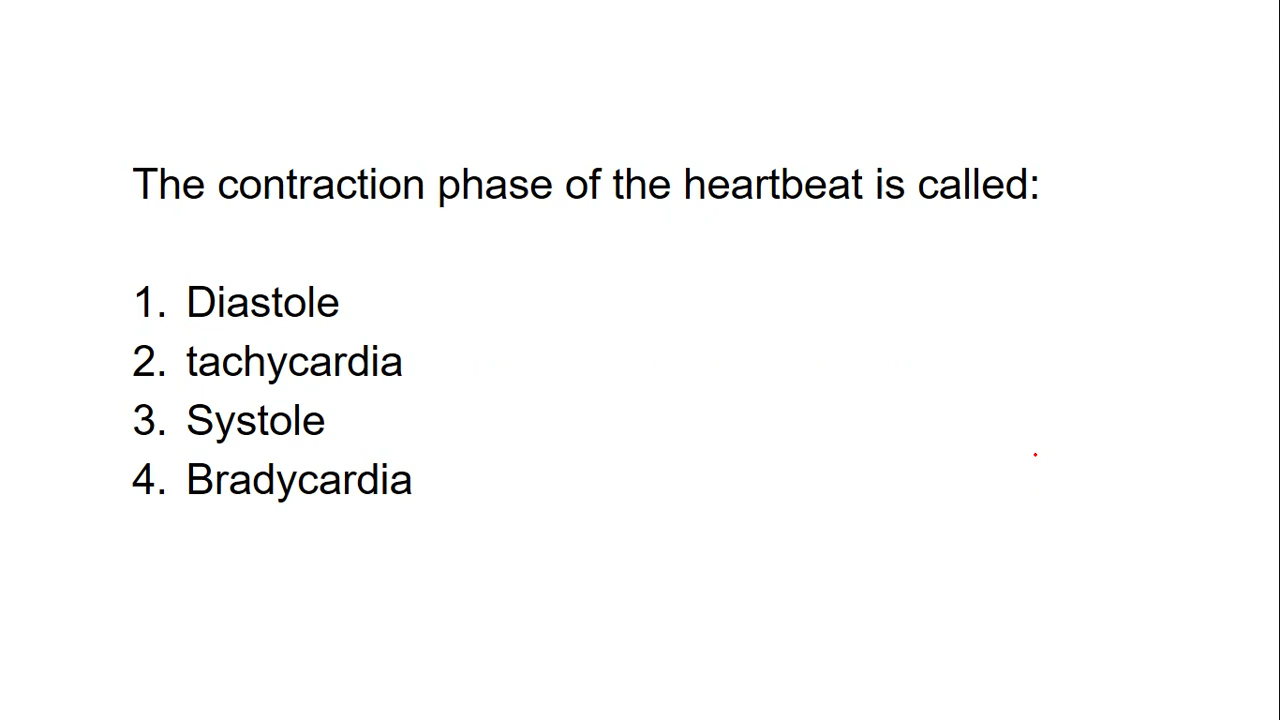 The contraction phase of the heartbeat is called:
1. Diastole
2. tachycardia
3. Systole
4. Bradycardia